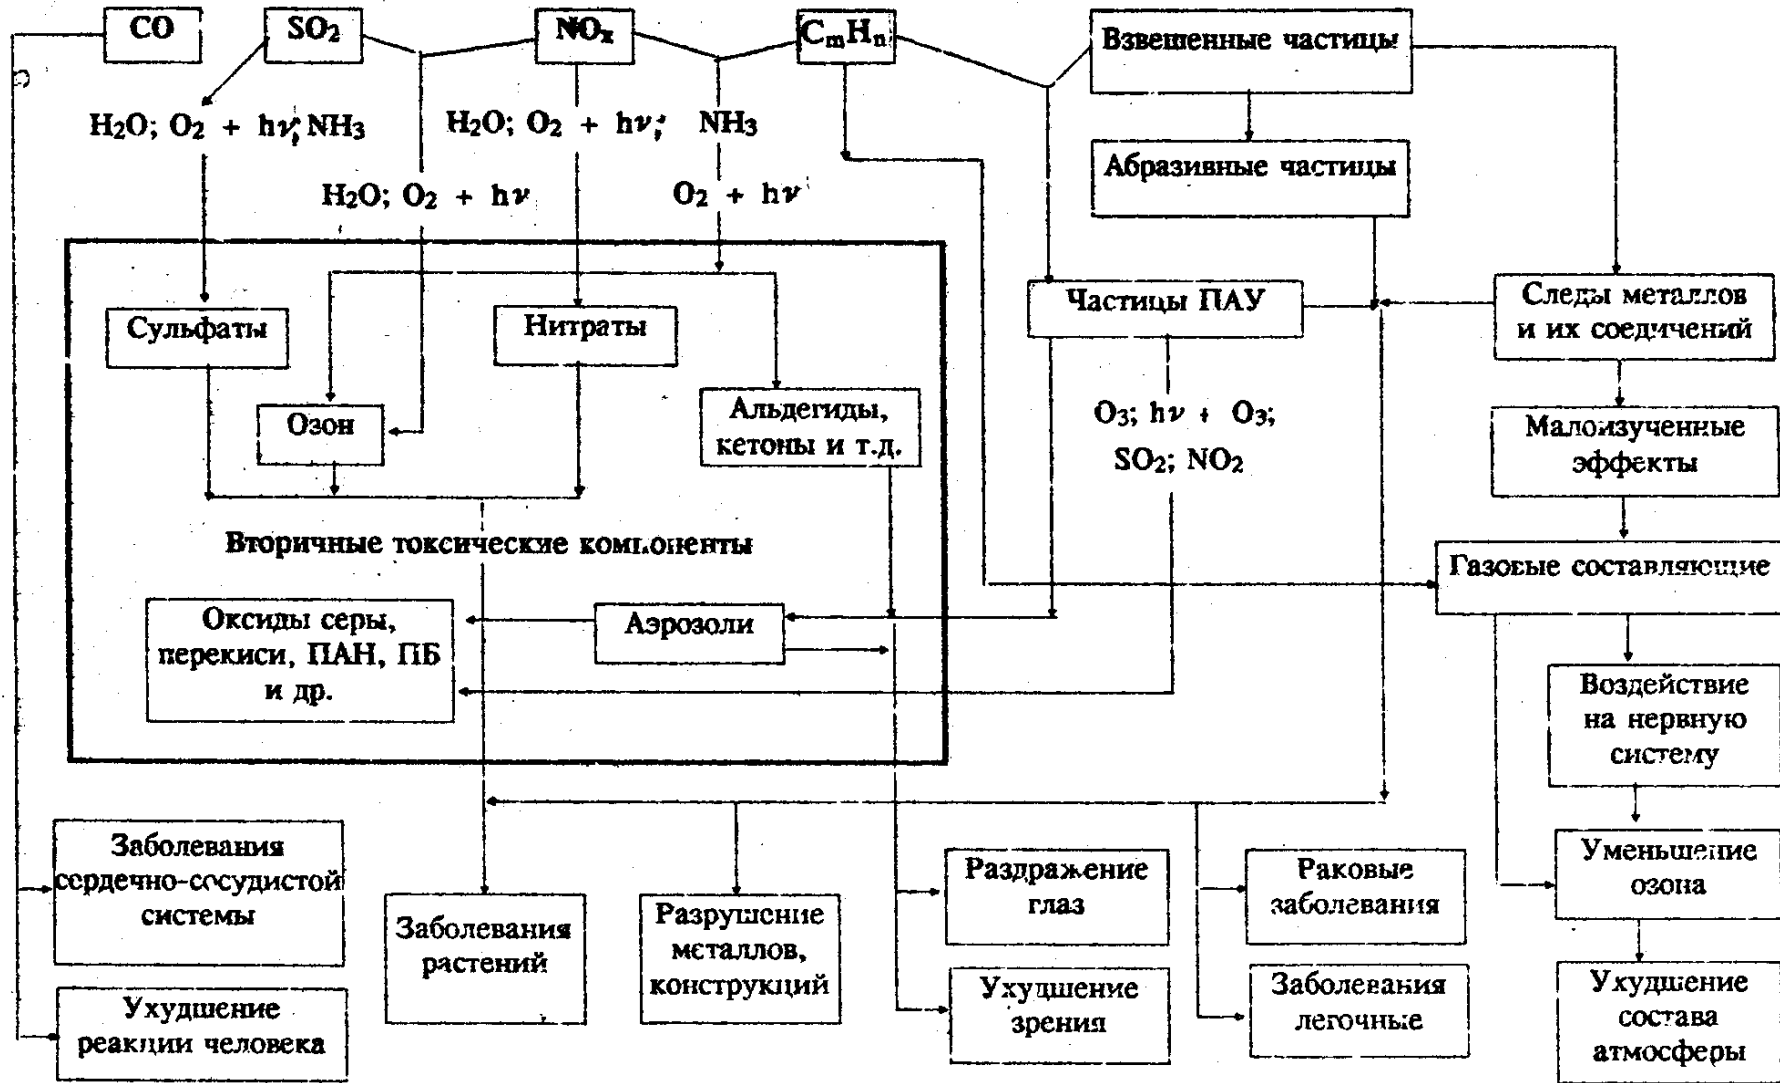 CO
SO₂
NOₓ
CₘHₙ
Взвешенные частицы
H₂O; O₂ + hν; NH₃
H₂O; O₂ + hν; NH₃
Абразивные частицы
H₂O; O₂ + hν
O₂ + hν
Сульфаты
Нитраты
Частицы ПАУ
Следы металлов
и их соединений
Озон
Альдегиды,
кетоны и т.д.
O₃; hν + O₃;
SO₂; NO₂
Малоизученные
эффекты
Вторичные токсические компоненты
Газовые составляющие
Оксиды серы,
перекиси, ПАН, ПБ
и др.
Аэрозоли
Воздействие
на нервную
систему
Заболевания
сердечно-сосудистой
системы
Заболевания
растений
Разрушение
металлов,
конструкций
Раздражение
глаз
Раковые
заболевания
Уменьшение
озона
Ухудшение
реакции человека
Ухудшение
зрения
Заболевания
легочные
Ухудшение
состава
атмосферы